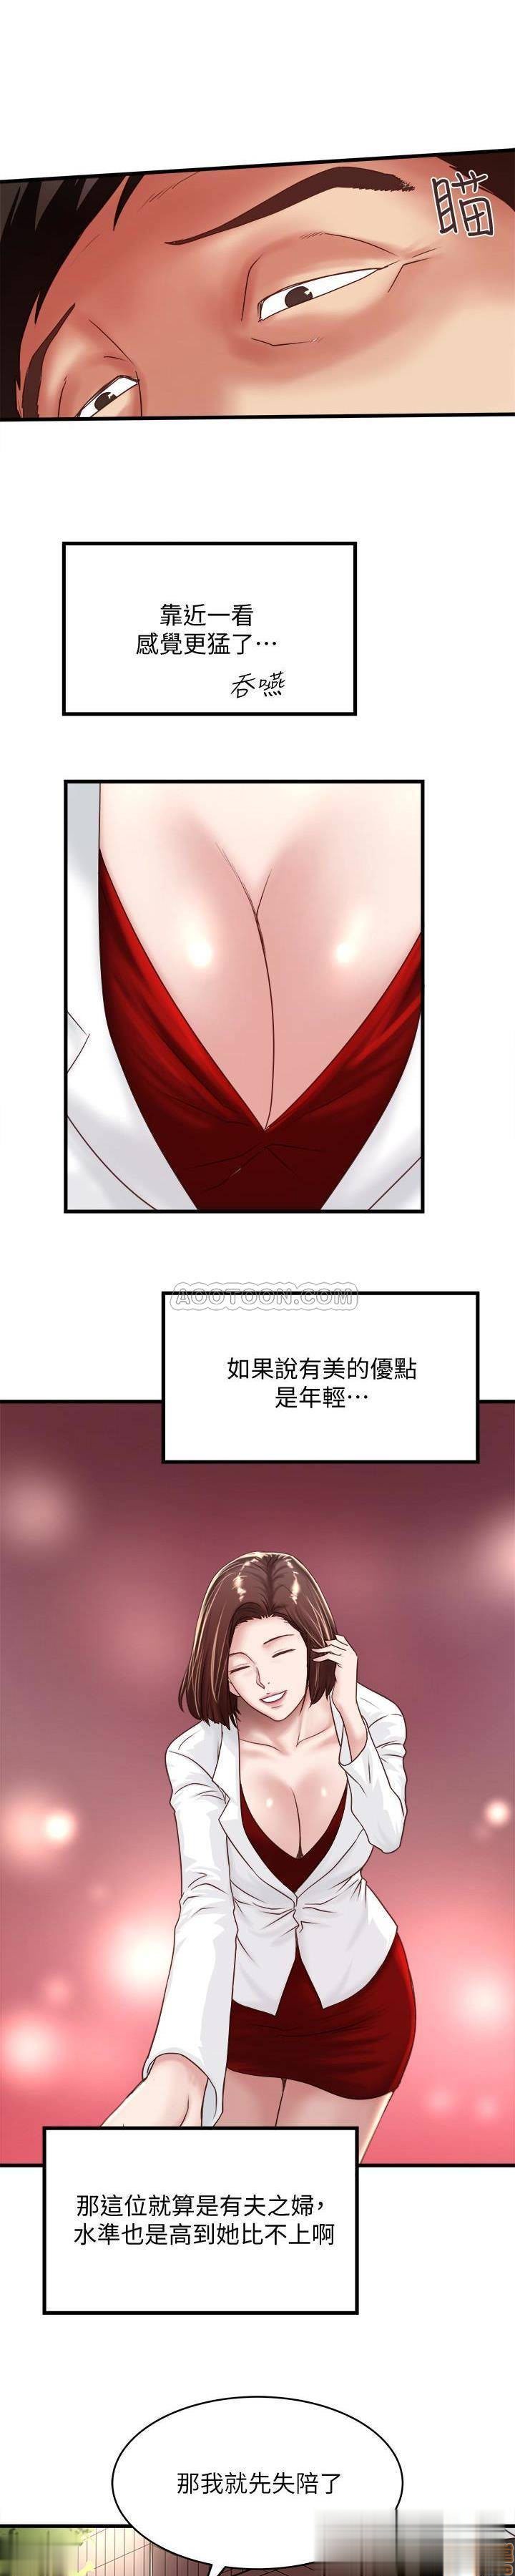 瞄
靠近一看
感覺更猛了…
吞嚥
AOOTOON.COM
如果說有美的優點
是年輕…
那這位就算是有夫之婦,
水準也是高到她比不上啊
那我就先失陪了